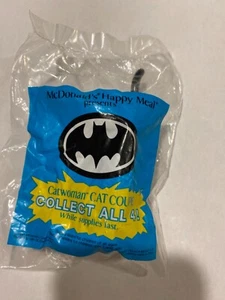 McDonald's Happy Meal
presents
Catwoman CAT COUPE
COLLECT ALL 4!
While supplies last.